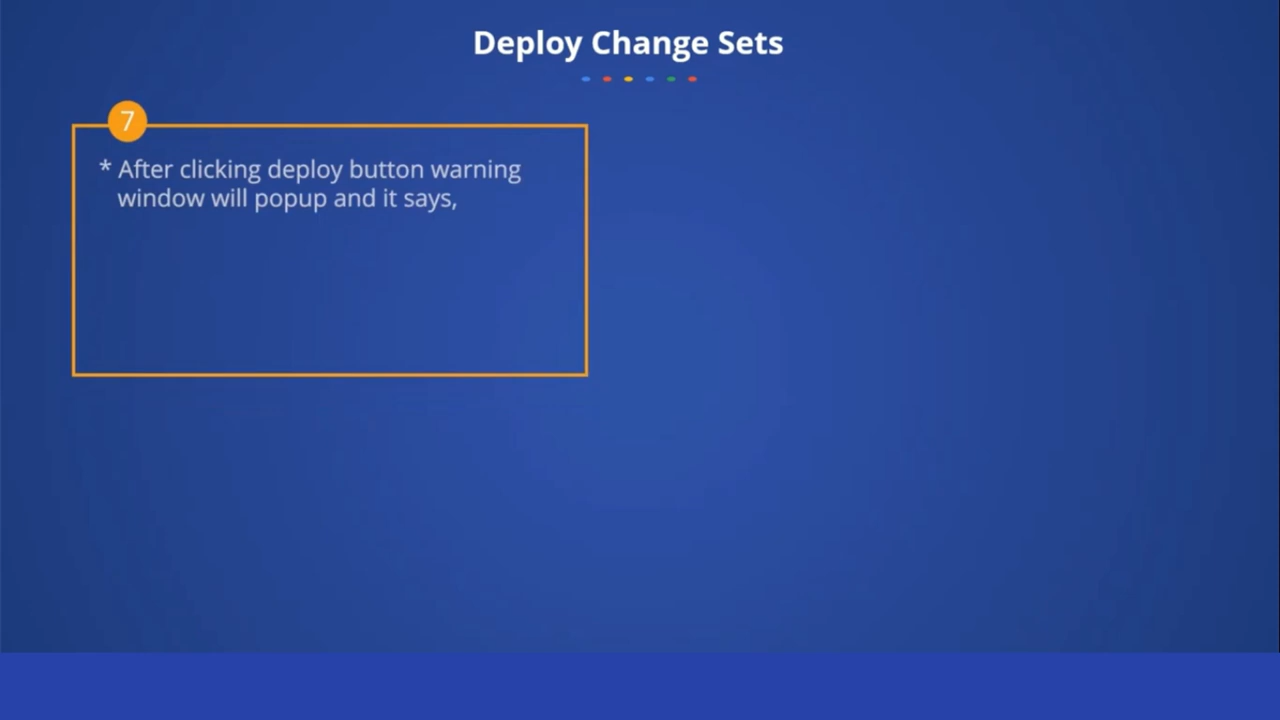 Deploy Change Sets
7
* After clicking deploy button warning
window will popup and it says,